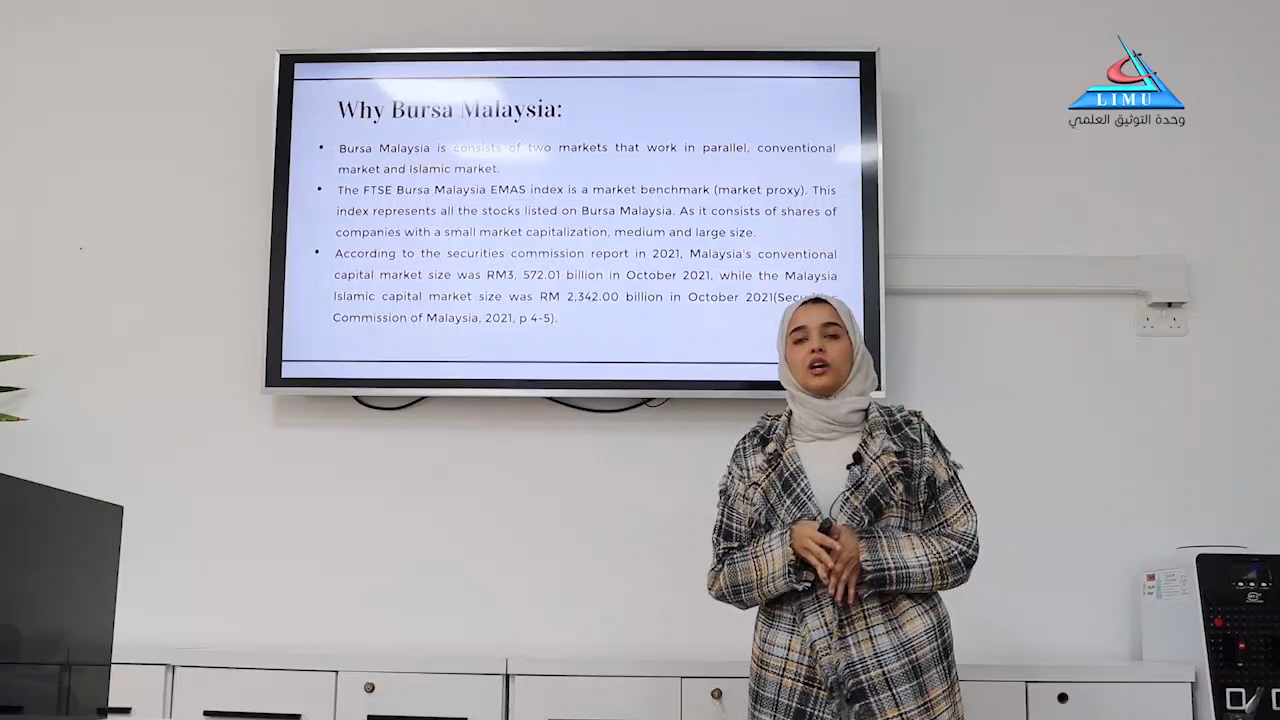 Why Bursa Malaysia:
• Bursa Malaysia is consists of two markets that work in parallel, conventional
market and Islamic market.
• The FTSE Bursa Malaysia EMAS index is a market benchmark (market proxy). This
index represents all the stocks listed on Bursa Malaysia. As it consists of shares of
companies with a small market capitalization, medium and large size.
• According to the securities commission report in 2021, Malaysia's conventional
capital market size was RM3, 572.01 billion in October 2021, while the Malaysia
Islamic capital market size was RM 2,342.00 billion in October 2021(Securities
Commission of Malaysia, 2021, p 4-5).
LIMU
وحدة التوثيق العلمي